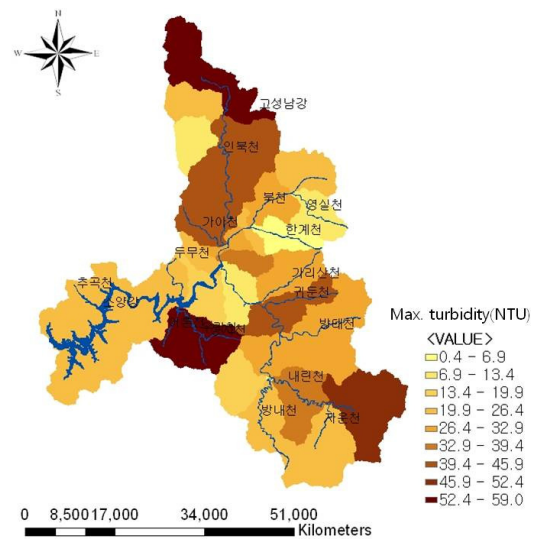 N
W E
S
고성남강
인북천
북천
영실천
가아천
한계천
두무천
가리산천
추곡천
귀둔천
소양강
방태천
내린천
방내천
자운천
Max. turbidity(NTU)
<VALUE>
0.4 - 6.9
6.9 - 13.4
13.4 - 19.9
19.9 - 26.4
26.4 - 32.9
32.9 - 39.4
39.4 - 45.9
45.9 - 52.4
52.4 - 59.0
0 8,500 17,000 34,000 51,000
Kilometers